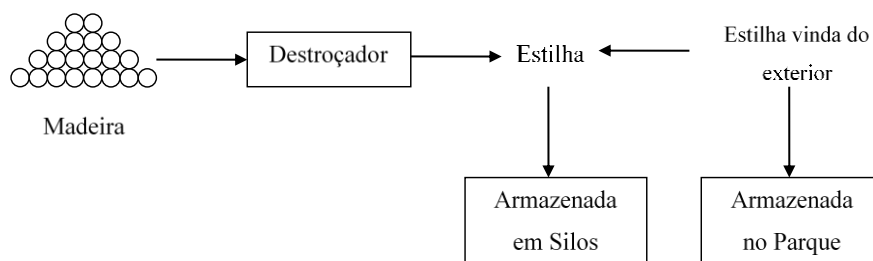 Madeira
Destroçador
Estilha
Estilha vinda do
exterior
Armazenada
em Silos
Armazenada
no Parque